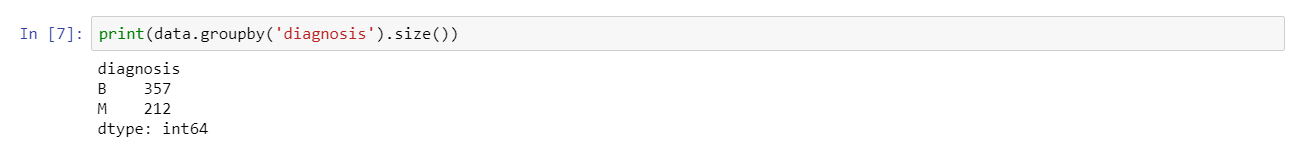 In [7]: print(data.groupby('diagnosis').size())
diagnosis
B    357
M    212
dtype: int64